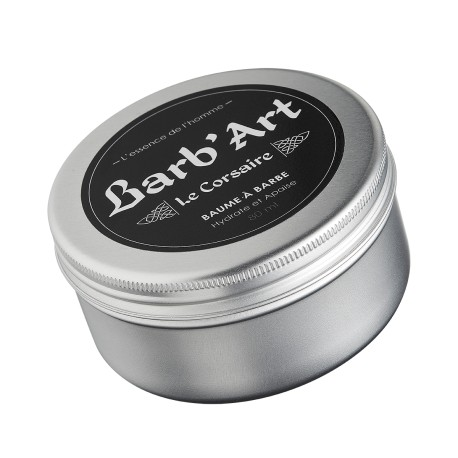 – L'essence de l'homme –
Barb'Art
Le Corsaire
BAUME À BARBE
Hydrate et Apaise
80 ml